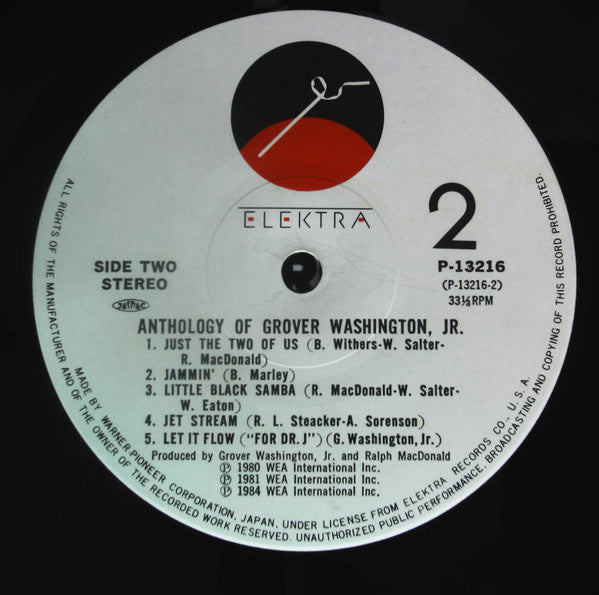 ELEKTRA
2
SIDE TWO
STEREO
JASRAC
P-13216
(P-13216-2)
33⅓RPM
ANTHOLOGY OF GROVER WASHINGTON, JR.
1. JUST THE TWO OF US (B. Withers-W. Salter-
R. MacDonald)
2. JAMMIN' (B. Marley)
3. LITTLE BLACK SAMBA (R. MacDonald-W. Salter-
W. Eaton)
4. JET STREAM (R. L. Steacker-A. Sorenson)
5. LET IT FLOW ("FOR DR.J") (G. Washington, Jr.)
Produced by Grover Washington, Jr. and Ralph MacDonald
Ⓟ 1980 WEA International Inc.
Ⓟ 1981 WEA International Inc.
Ⓟ 1984 WEA International Inc.
ALL RIGHTS OF THE MANUFACTURER AND OF THE OWNER OF THE RECORDED WORK RESERVED. UNAUTHORIZED PUBLIC PERFORMANCE, BROADCASTING AND COPYING OF THIS RECORD PROHIBITED.
MADE BY WARNER-PIONEER CORPORATION, JAPAN, UNDER LICENSE FROM ELEKTRA RECORDS CO., U.S.A.